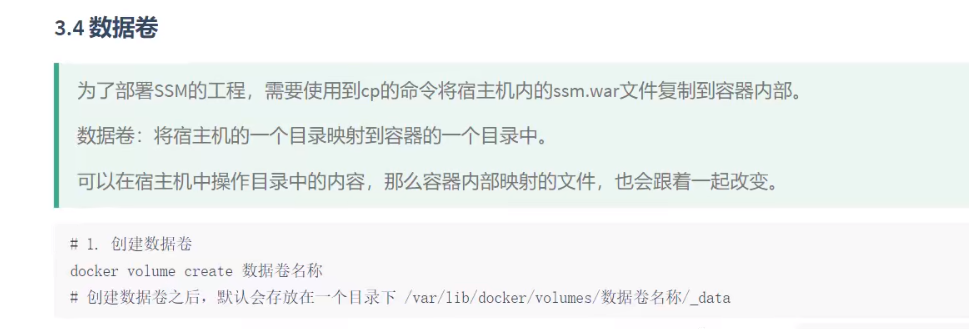 3.4 数据卷
为了部署SSM的工程，需要使用到cp的命令将宿主机内的ssm.war文件复制到容器内部。
数据卷：将宿主机的一个目录映射到容器的一个目录中。
可以在宿主机中操作目录中的内容，那么容器内部映射的文件，也会跟着一起改变。
# 1. 创建数据卷
docker volume create 数据卷名称
# 创建数据卷之后，默认会存放在一个目录下 /var/lib/docker/volumes/数据卷名称/_data